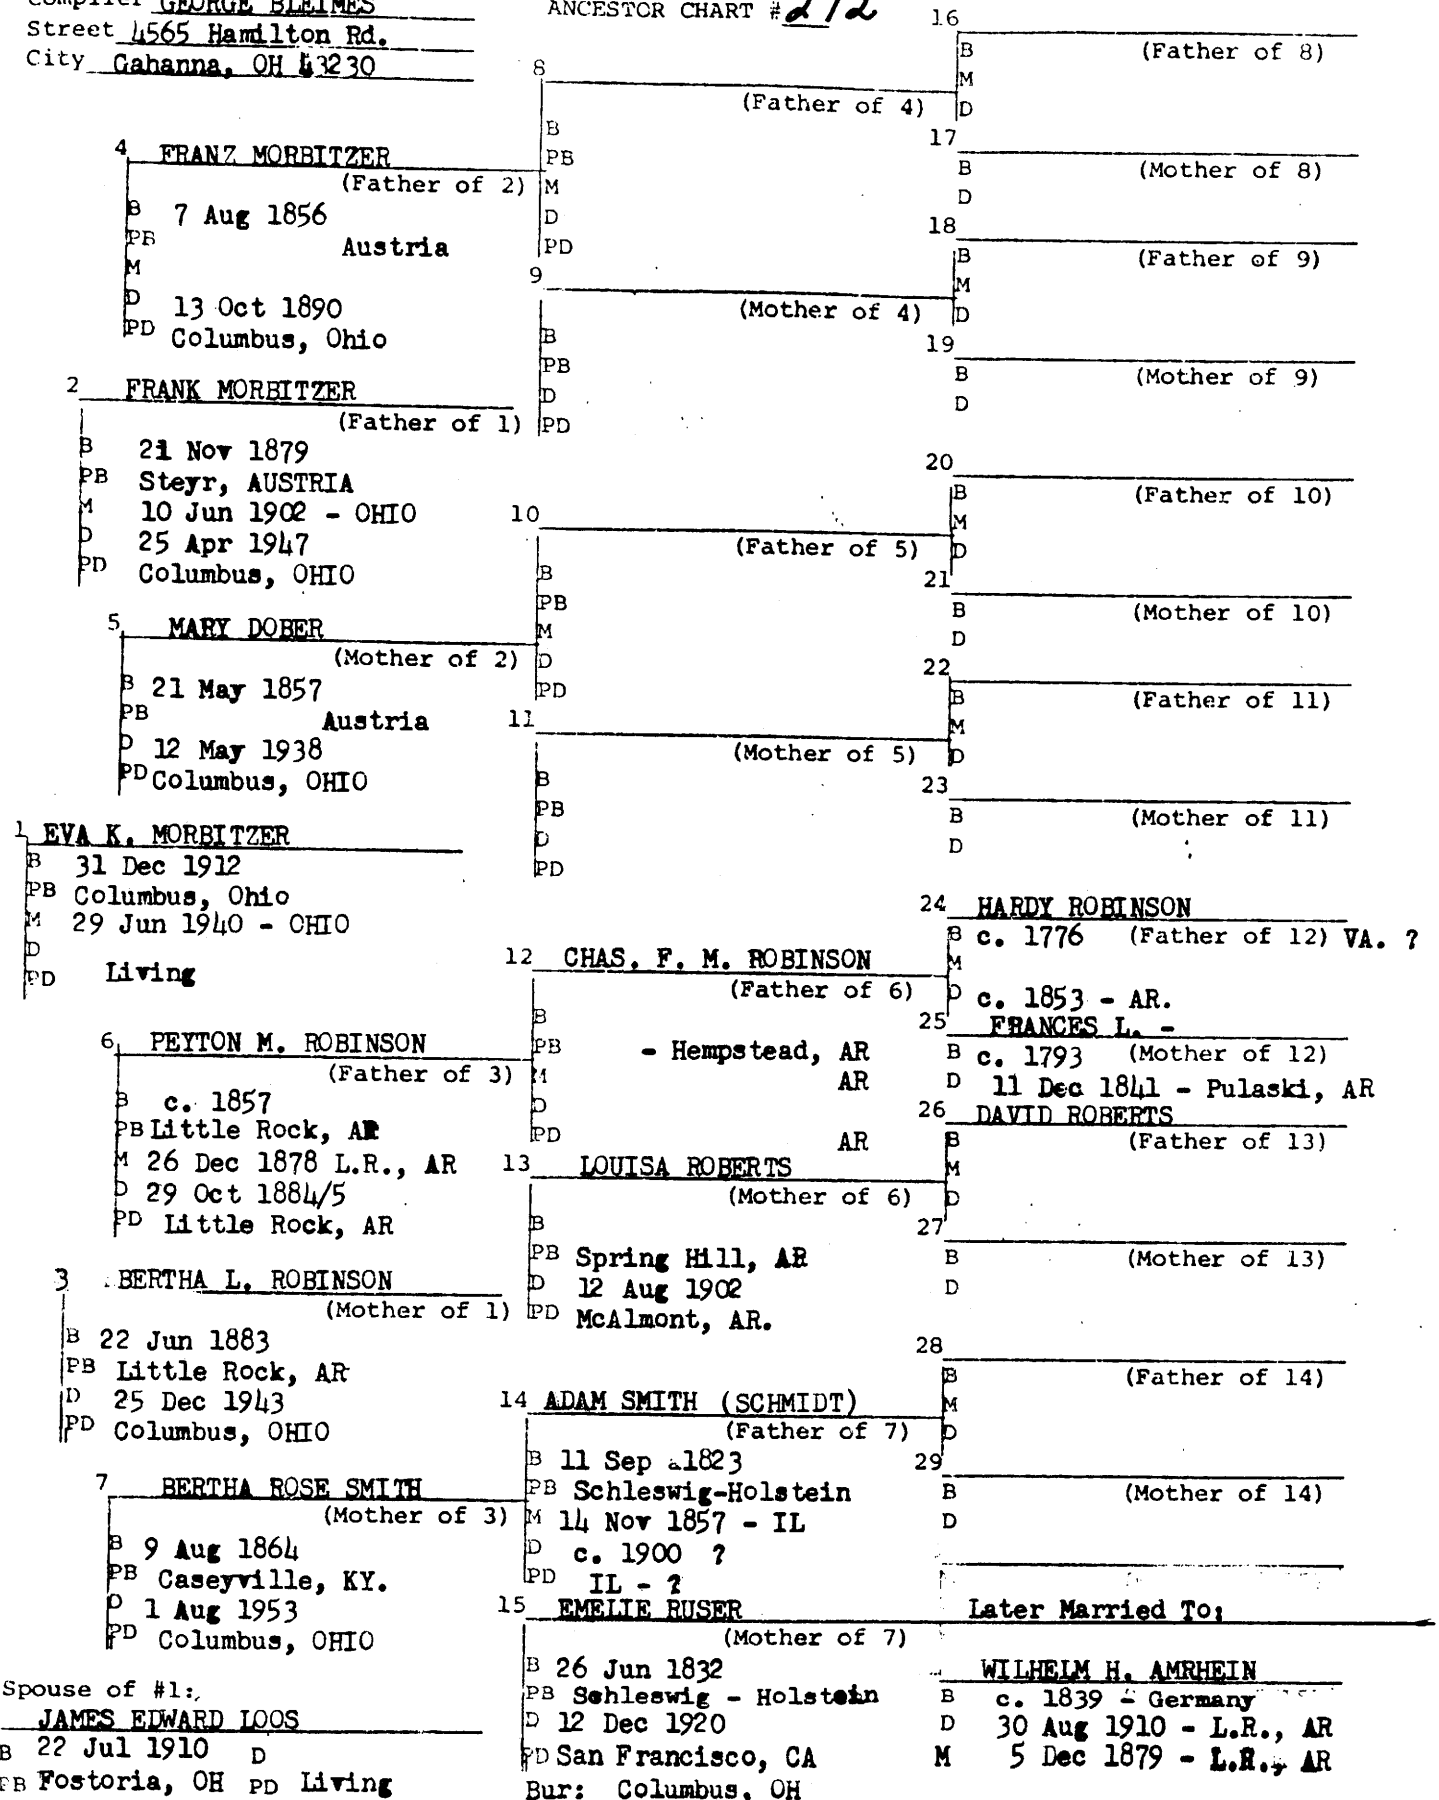 Compiler GEORGE BLEIMES
Street 4565 Hamilton Rd.
City Gahanna, OH 43230
ANCESTOR CHART #272
16
B (Father of 8)
M
D
8
(Father of 4)
B
PB
M
D
PD
17
B (Mother of 8)
D
4 FRANZ MORBITZER
(Father of 2)
B 7 Aug 1856
PB Austria
M
D 13 Oct 1890
PD Columbus, Ohio
18
B (Father of 9)
M
D
9
(Mother of 4)
B
PB
D
PD
19
B (Mother of 9)
D
2 FRANK MORBITZER
(Father of 1)
B 21 Nov 1879
PB Steyr, AUSTRIA
M 10 Jun 1902 - OHIO
D 25 Apr 1947
PD Columbus, OHIO
20
B (Father of 10)
M
D
10
(Father of 5)
B
PB
M
D
PD
21
B (Mother of 10)
D
5 MARY DOBER
(Mother of 2)
B 21 May 1857
PB Austria
D 12 May 1938
PD Columbus, OHIO
22
B (Father of 11)
M
D
11
(Mother of 5)
B
PB
D
PD
23
B (Mother of 11)
D
1 EVA K. MORBITZER
B 31 Dec 1912
PB Columbus, Ohio
M 29 Jun 1940 - OHIO
D
PD Living
24 HARDY ROBINSON
B c. 1776 (Father of 12) VA. ?
M
D c. 1853 - AR.
12 CHAS. F. M. ROBINSON
(Father of 6)
B
PB - Hempstead, AR
M AR
D
PD AR
25 FRANCES L. -
B c. 1793 (Mother of 12)
D 11 Dec 1841 - Pulaski, AR
6 PEYTON M. ROBINSON
(Father of 3)
B c. 1857
PB Little Rock, AR
M 26 Dec 1878 L.R., AR
D 29 Oct 1884/5
PD Little Rock, AR
26 DAVID ROBERTS
B (Father of 13)
M
D
13 LOUISA ROBERTS
(Mother of 6)
B
PB Spring Hill, AR
D 12 Aug 1902
PD McAlmont, AR.
27
B (Mother of 13)
D
3 BERTHA L. ROBINSON
(Mother of 1)
B 22 Jun 1883
PB Little Rock, AR
D 25 Dec 1943
PD Columbus, OHIO
28
B (Father of 14)
M
D
14 ADAM SMITH (SCHMIDT)
(Father of 7)
B 11 Sep 1823
PB Schleswig-Holstein
M 14 Nov 1857 - IL
D c. 1900 ?
PD IL - ?
29
B (Mother of 14)
D
7 BERTHA ROSE SMITH
(Mother of 3)
B 9 Aug 1864
PB Caseyville, KY.
D 1 Aug 1953
PD Columbus, OHIO
15 EMELIE RUSER
(Mother of 7)
B 26 Jun 1832
PB Schleswig - Holstein
D 12 Dec 1920
PD San Francisco, CA
Bur: Columbus, OH
Later Married To:
WILHELM H. AMRHEIN
B c. 1839 - Germany
D 30 Aug 1910 - L.R., AR
M 5 Dec 1879 - L.R., AR
Spouse of #1:
JAMES EDWARD LOOS
B 22 Jul 1910 D
PB Fostoria, OH PD Living